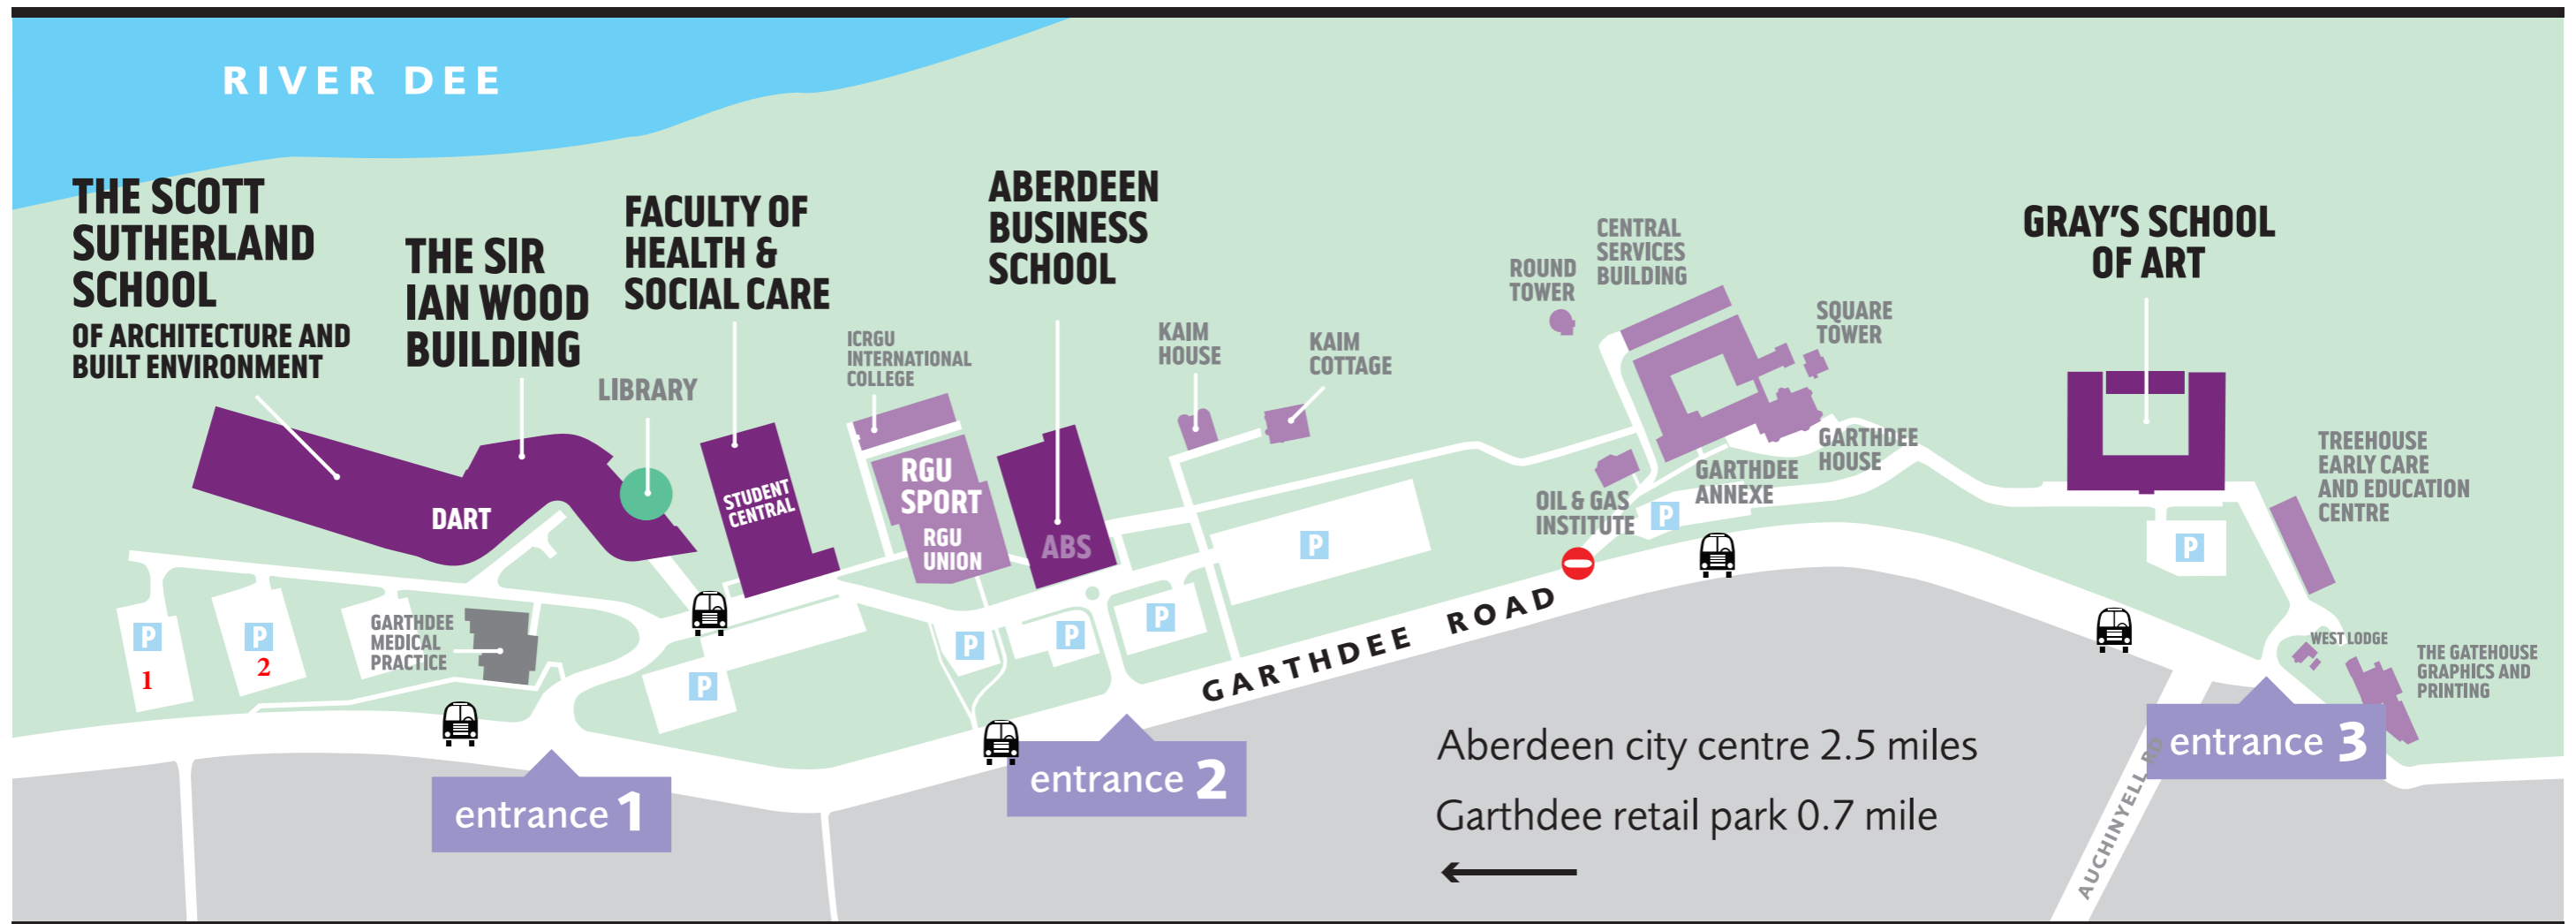 RIVER DEE
THE SCOTT
SUTHERLAND
SCHOOL
OF ARCHITECTURE AND
BUILT ENVIRONMENT
THE SIR
IAN WOOD
BUILDING
LIBRARY
FACULTY OF
HEALTH &
SOCIAL CARE
ICRGU
INTERNATIONAL
COLLEGE
ABERDEEN
BUSINESS
SCHOOL
KAIM
HOUSE
KAIM
COTTAGE
ROUND
TOWER
CENTRAL
SERVICES
BUILDING
SQUARE
TOWER
GRAY'S SCHOOL
OF ART
DART
STUDENT
CENTRAL
RGU
SPORT
RGU
UNION
ABS
P
OIL & GAS
INSTITUTE
P
GARTHDEE
ANNEXE
GARTHDEE
HOUSE
P
TREEHOUSE
EARLY CARE
AND EDUCATION
CENTRE
P
1
P
2
GARTHDEE
MEDICAL
PRACTICE
P
P
P
P
GARTHDEE ROAD
WEST LODGE
THE GATEHOUSE
GRAPHICS AND
PRINTING
entrance 1
entrance 2
Aberdeen city centre 2.5 miles
Garthdee retail park 0.7 mile
AUCHINYELL RD
entrance 3